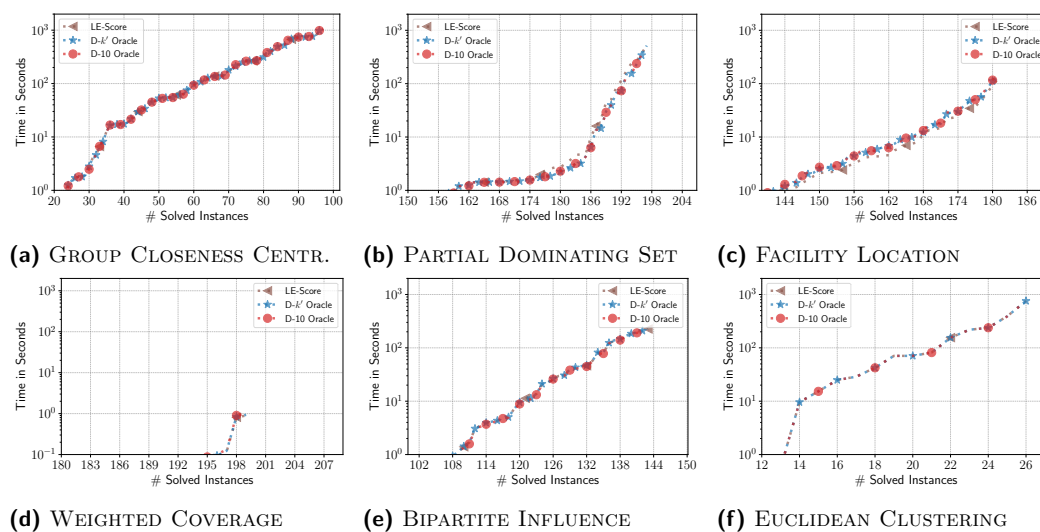 Time in Seconds
10³
10²
10¹
10⁰
LE-Score
D-k′ Oracle
D-10 Oracle
20 30 40 50 60 70 80 90 100
# Solved Instances
(a) Group Closeness Centr.
Time in Seconds
10³
10²
10¹
10⁰
LE-Score
D-k′ Oracle
D-10 Oracle
150 156 162 168 174 180 186 192 198 204
# Solved Instances
(b) Partial Dominating Set
Time in Seconds
10³
10²
10¹
10⁰
LE-Score
D-k′ Oracle
D-10 Oracle
144 150 156 162 168 174 180 186
# Solved Instances
(c) Facility Location
Time in Seconds
10³
10²
10¹
10⁰
10⁻¹
LE-Score
D-k′ Oracle
D-10 Oracle
180 183 186 189 192 195 198 201 204 207
# Solved Instances
(d) Weighted Coverage
Time in Seconds
10³
10²
10¹
10⁰
LE-Score
D-k′ Oracle
D-10 Oracle
102 108 114 120 126 132 138 144 150
# Solved Instances
(e) Bipartite Influence
Time in Seconds
10³
10²
10¹
10⁰
LE-Score
D-k′ Oracle
D-10 Oracle
12 14 16 18 20 22 24 26
# Solved Instances
(f) Euclidean Clustering